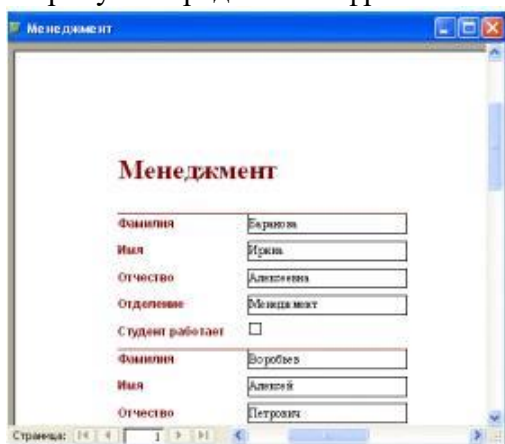 Менеджмент
Менеджмент
Фамилия Баранова
Имя Ирина
Отчество Алексеевна
Отделение Менеджмент
Студент работает
Фамилия Воробьев
Имя Алексей
Отчество Петрович
Страница: 1